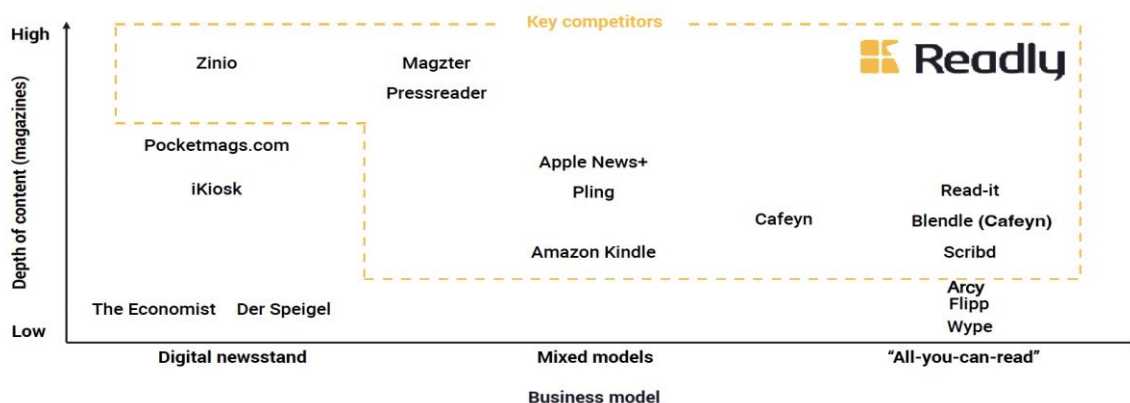 Key competitors
High
Zinio
Magzter
Readly
Pressreader
Depth of content (magazines)
Pocketmags.com
Apple News+
iKiosk
Pling
Read-it
Cafeyn
Blendle (Cafeyn)
Amazon Kindle
Scribd
Arcy
The Economist
Der Speigel
Flipp
Low
Wype
Digital newsstand
Mixed models
“All-you-can-read”
Business model